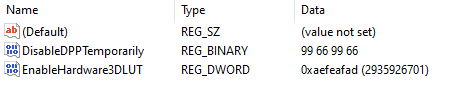 Name Type Data
(Default) REG_SZ (value not set)
DisableDPPTemporarily REG_BINARY 99 66 99 66
EnableHardware3DLUT REG_DWORD 0xaefeafad (2935926701)